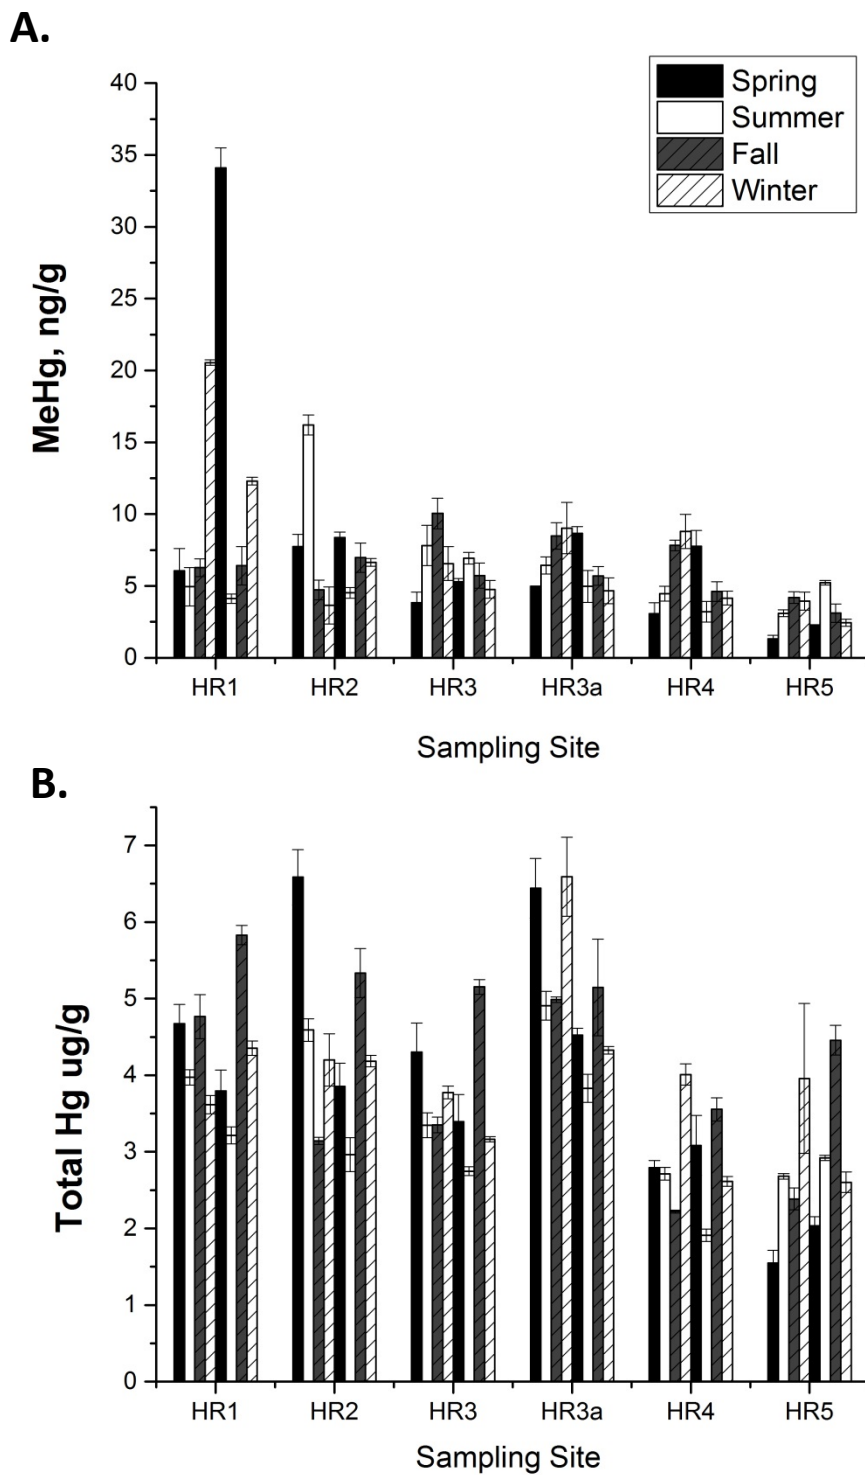 A.
40
35
30
25
20
15
10
5
0
MeHg, ng/g
Spring
Summer
Fall
Winter
HR1 HR2 HR3 HR3a HR4 HR5
Sampling Site
B.
7
6
5
4
3
2
1
0
Total Hg ug/g
HR1 HR2 HR3 HR3a HR4 HR5
Sampling Site